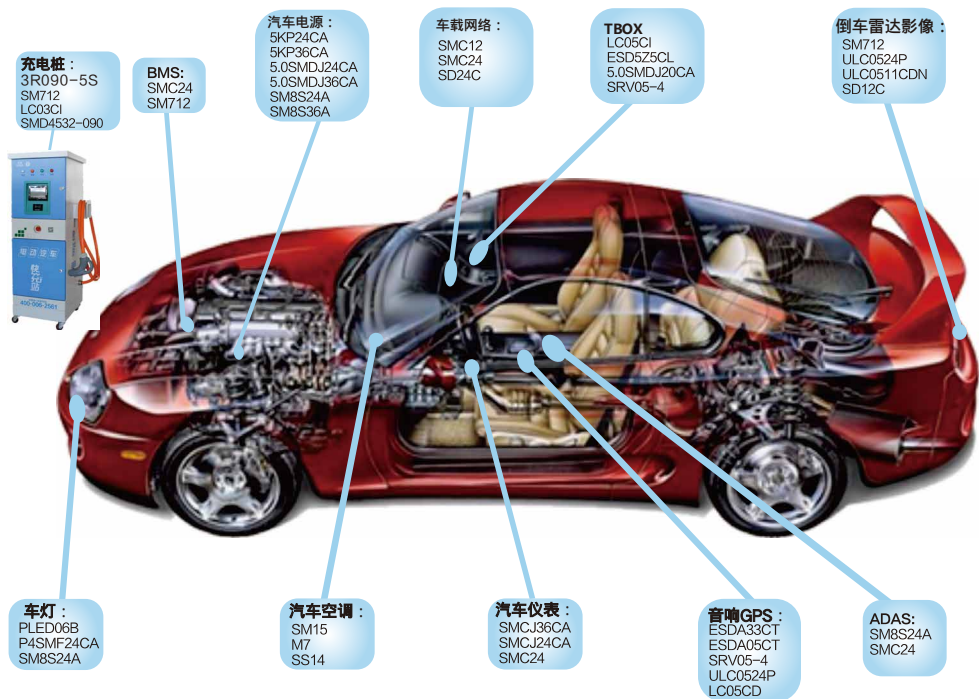 充电桩：
3R090-5S
SM712
LC03CI
SMD4532-090
BMS:
SMC24
SM712
汽车电源：
5KP24CA
5KP36CA
5.0SMDJ24CA
5.0SMDJ36CA
SM8S24A
SM8S36A
车载网络：
SMC12
SMC24
SD24C
TBOX
LC05CI
ESD5Z5CL
5.0SMDJ20CA
SRV05-4
倒车雷达影像：
SM712
ULC0524P
ULC0511CDN
SD12C
电动汽车
车灯：
PLED06B
P4SMF24CA
SM8S24A
汽车空调：
SM15
M7
SS14
汽车仪表：
SMCJ36CA
SMCJ24CA
SMC24
音响GPS：
ESDA33CT
ESDA05CT
SRV05-4
ULC0524P
LC05CD
ADAS:
SM8S24A
SMC24